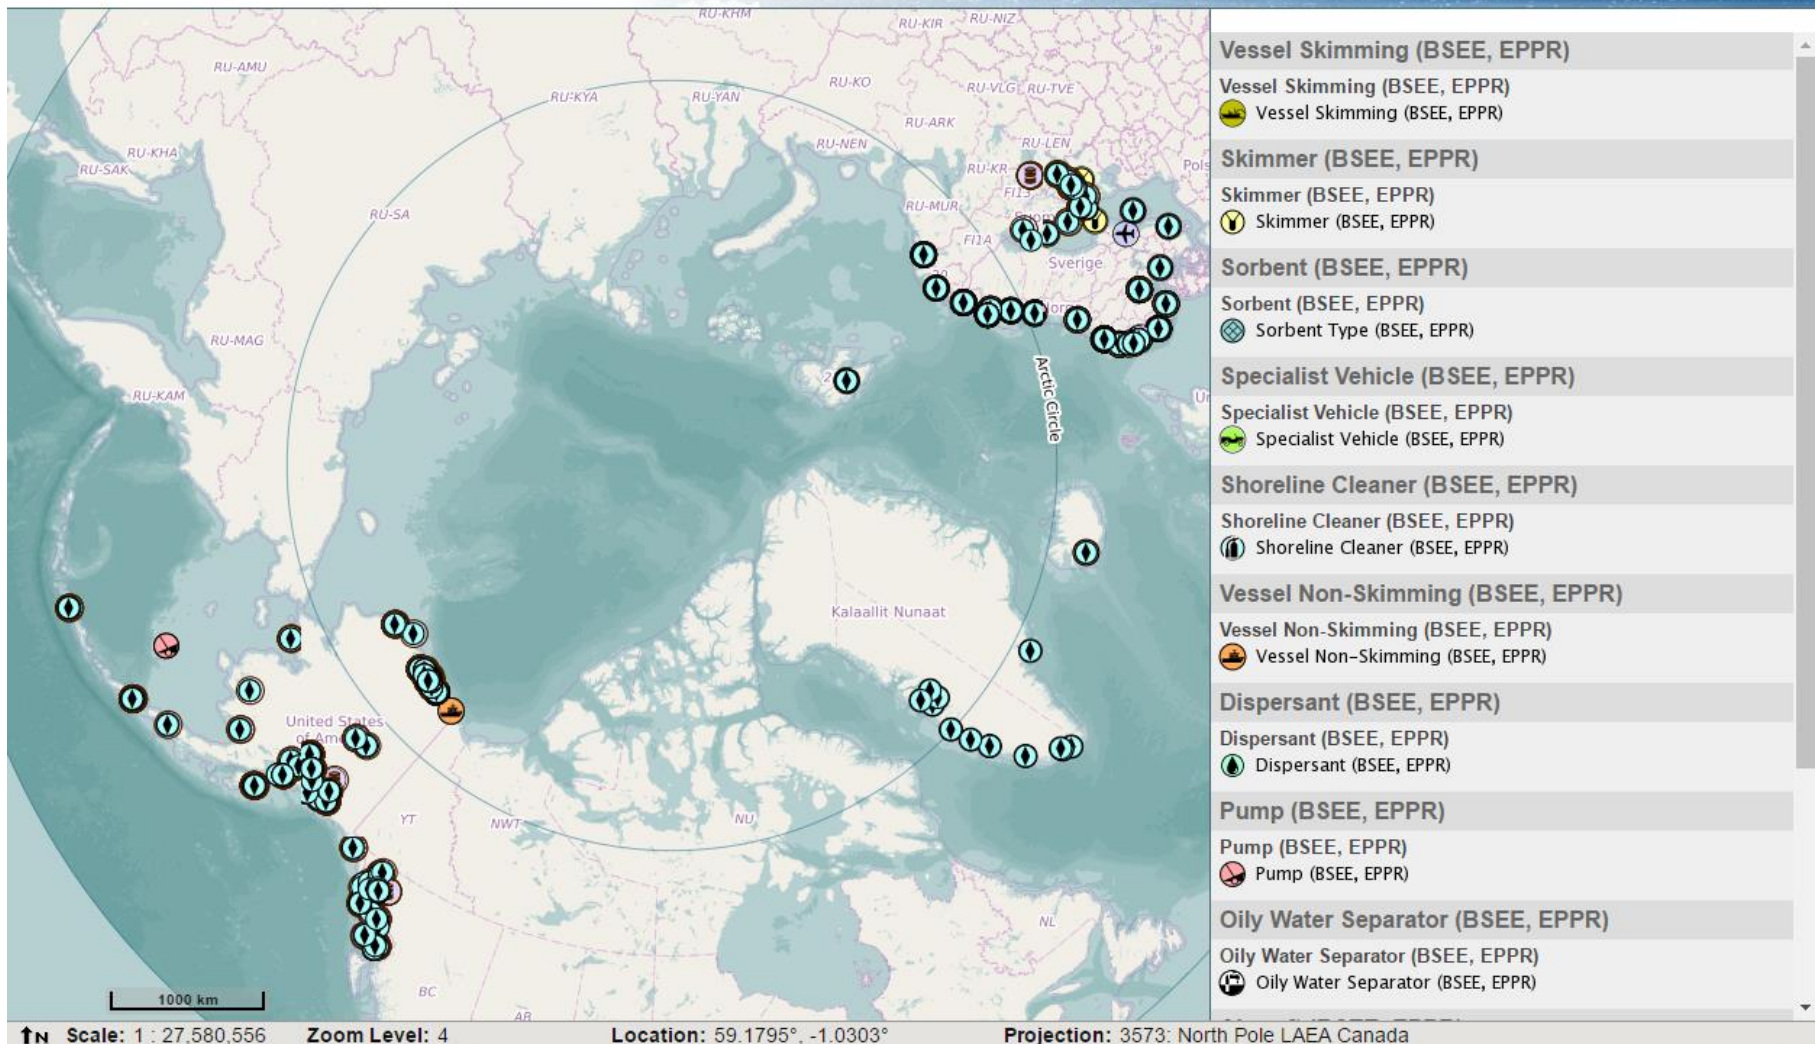 RU-KHM
RU-KIR
RU-NIZ
RU-AMU
RU-KYA
RU-YAN
RU-KO
RU-VLG
RU-TVE
RU-ARK
RU-KHA
RU-SAK
RU-NEN
RU-LEN
RU-KR
Pols
RU-SA
RU-MUR
FI13
FI1A
Sverige
RU-MAG
RU-KAM
Arctic Circle
Kalaallit Nunaat
United States
YT
NWT
NU
NL
BC
AB
1000 km
Vessel Skimming (BSEE, EPPR)
Vessel Skimming (BSEE, EPPR)
Vessel Skimming (BSEE, EPPR)
Skimmer (BSEE, EPPR)
Skimmer (BSEE, EPPR)
Skimmer (BSEE, EPPR)
Sorbent (BSEE, EPPR)
Sorbent (BSEE, EPPR)
Sorbent Type (BSEE, EPPR)
Specialist Vehicle (BSEE, EPPR)
Specialist Vehicle (BSEE, EPPR)
Specialist Vehicle (BSEE, EPPR)
Shoreline Cleaner (BSEE, EPPR)
Shoreline Cleaner (BSEE, EPPR)
Shoreline Cleaner (BSEE, EPPR)
Vessel Non-Skimming (BSEE, EPPR)
Vessel Non-Skimming (BSEE, EPPR)
Vessel Non-Skimming (BSEE, EPPR)
Dispersant (BSEE, EPPR)
Dispersant (BSEE, EPPR)
Dispersant (BSEE, EPPR)
Pump (BSEE, EPPR)
Pump (BSEE, EPPR)
Pump (BSEE, EPPR)
Oily Water Separator (BSEE, EPPR)
Oily Water Separator (BSEE, EPPR)
Oily Water Separator (BSEE, EPPR)
N Scale: 1 : 27,580,556 Zoom Level: 4 Location: 59.1795°, -1.0303° Projection: 3573: North Pole LAEA Canada